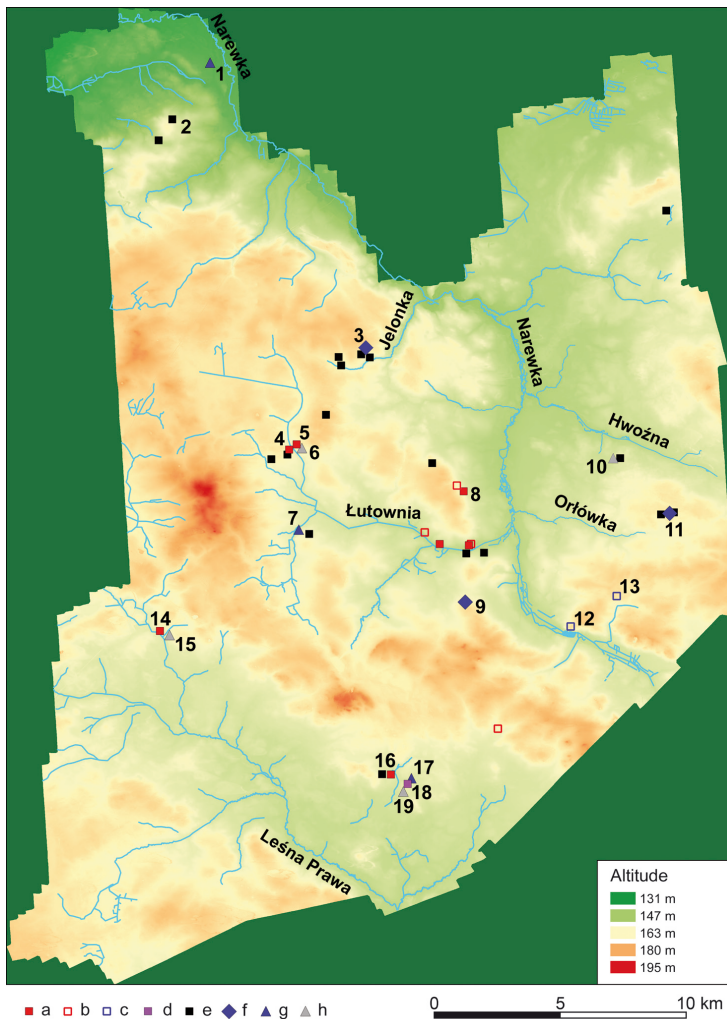 Narewka
1
2
3
Jelonka
Narewka
4
5
6
Hwoźna
10
8
Łutownia
7
Orłówka
11
9
13
12
14
15
16
17
18
19
Leśna Prawa
Altitude
131 m
147 m
163 m
180 m
195 m
a b c d e f g h
0 5 10 km